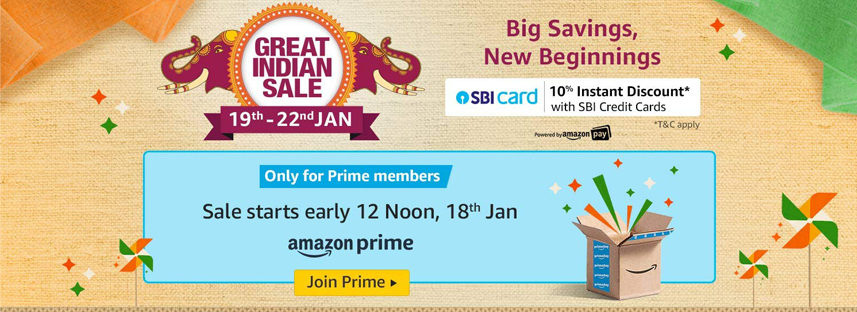 GREAT
INDIAN
SALE
19th - 22nd JAN
Big Savings,
New Beginnings
SBI card
10% Instant Discount*
with SBI Credit Cards
*T&C apply
Powered by amazon pay
Only for Prime members
Sale starts early 12 Noon, 18th Jan
amazon prime
Join Prime